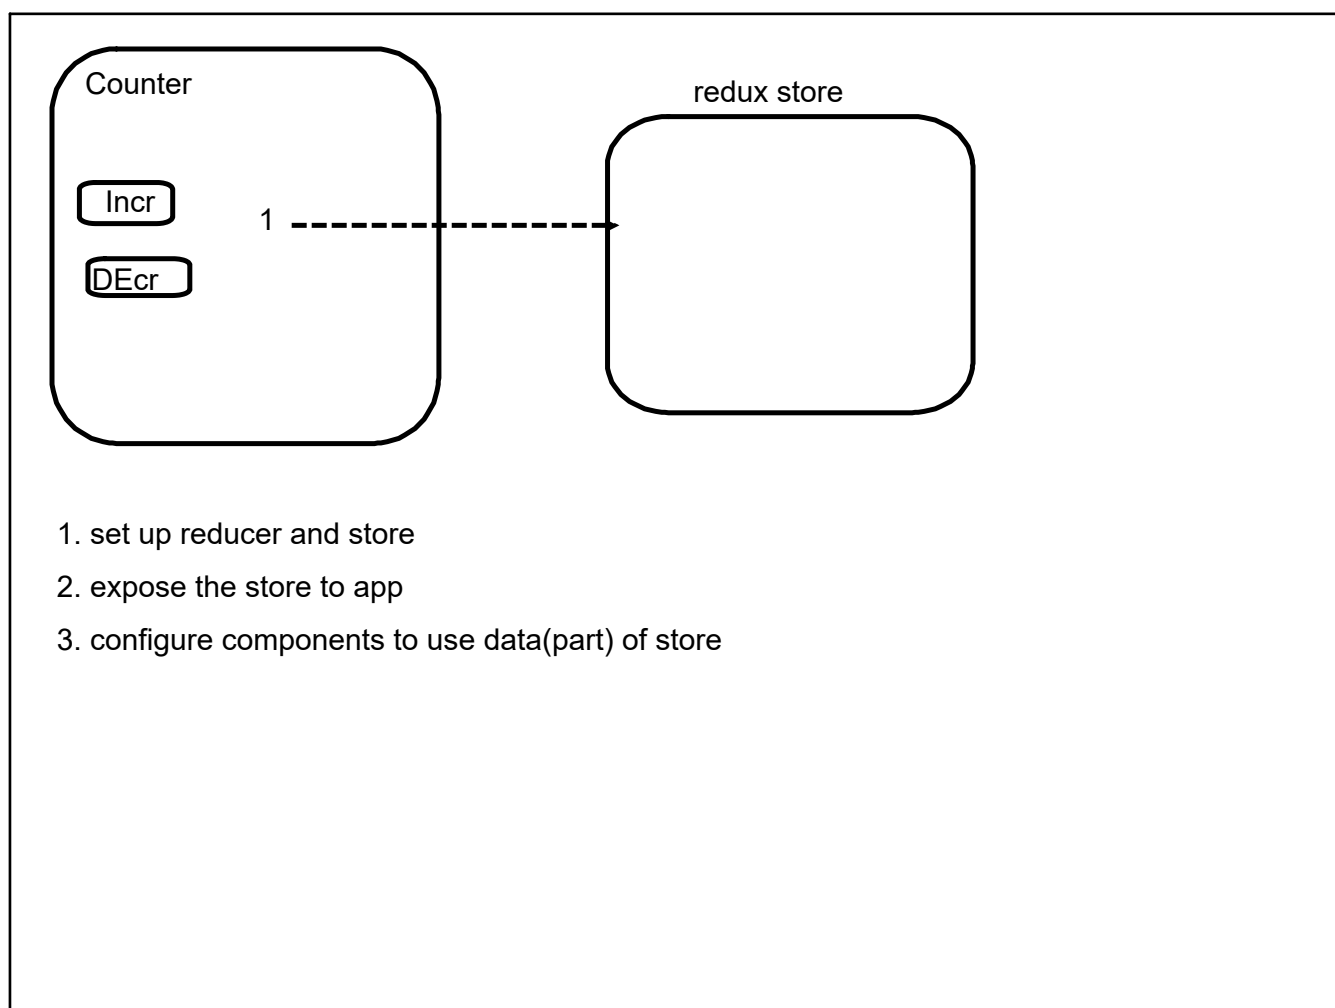 Counter
redux store
Incr
1
DEcr
1. set up reducer and store
2. expose the store to app
3. configure components to use data(part) of store